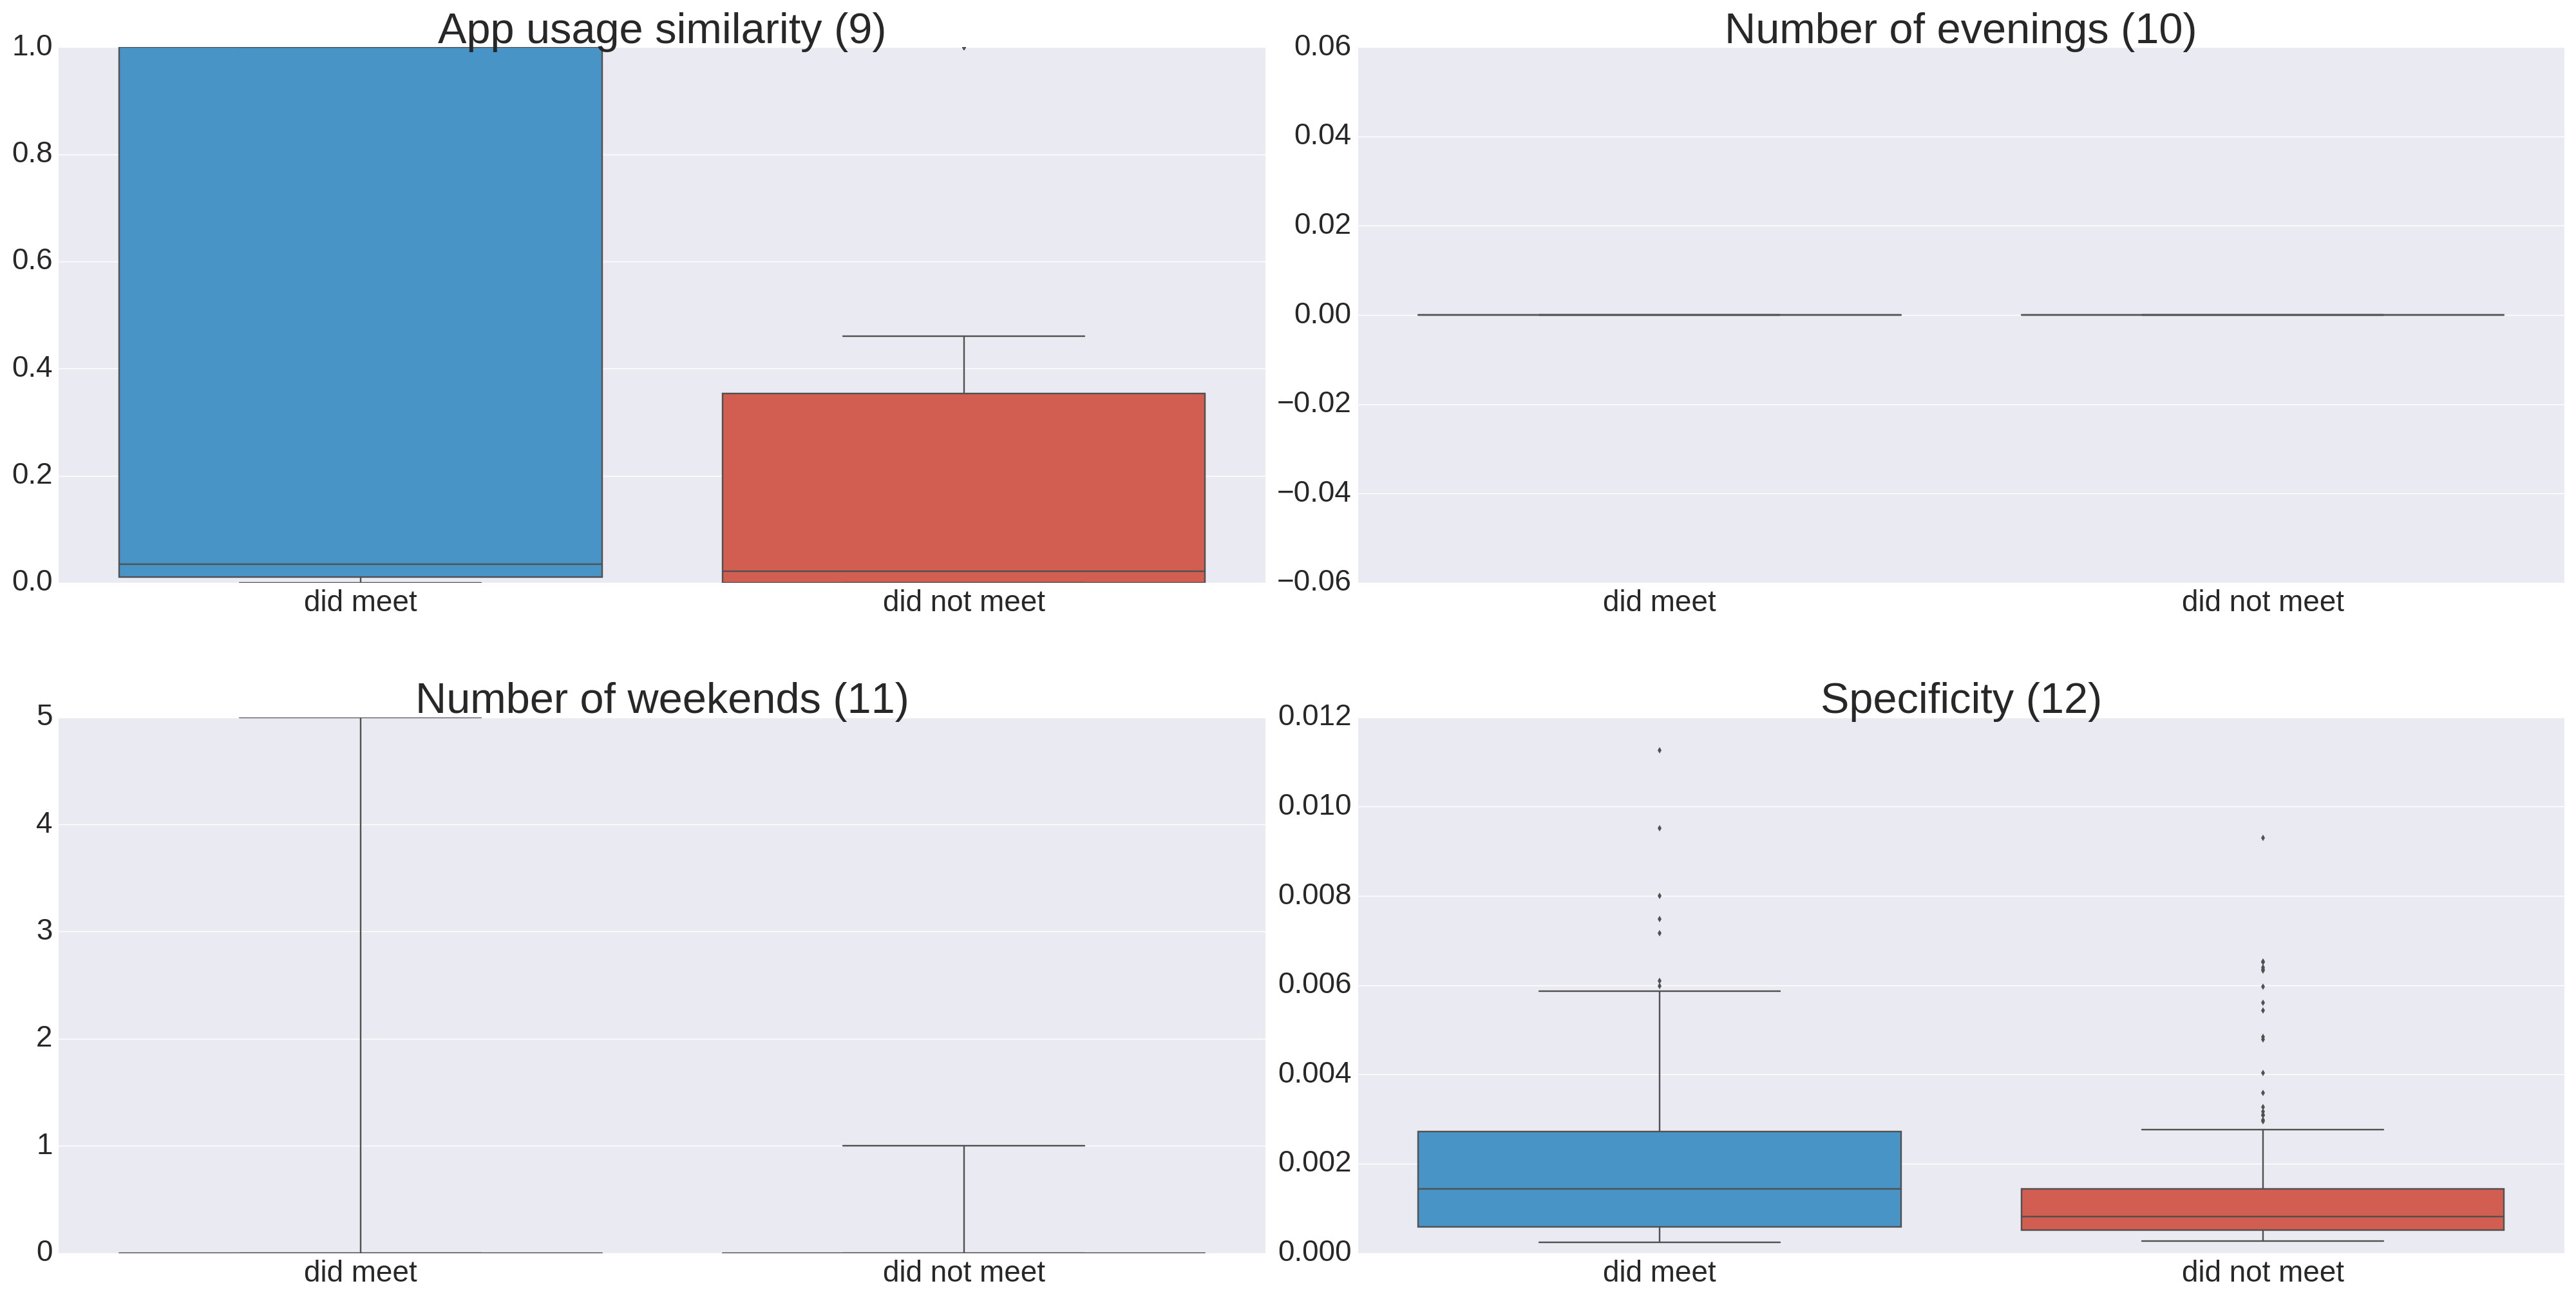 App usage similarity (9)
1.0
0.8
0.6
0.4
0.2
0.0
did meet
did not meet
Number of evenings (10)
0.06
0.04
0.02
0.00
−0.02
−0.04
−0.06
did meet
did not meet
Number of weekends (11)
5
4
3
2
1
0
did meet
did not meet
Specificity (12)
0.012
0.010
0.008
0.006
0.004
0.002
0.000
did meet
did not meet